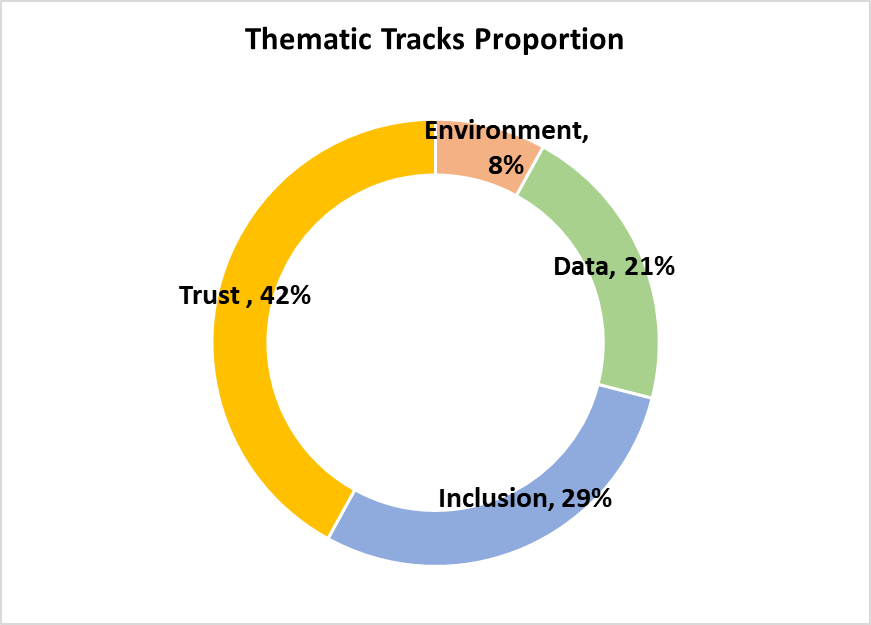 Thematic Tracks Proportion
Environment,
8%
Data, 21%
Trust , 42%
Inclusion, 29%